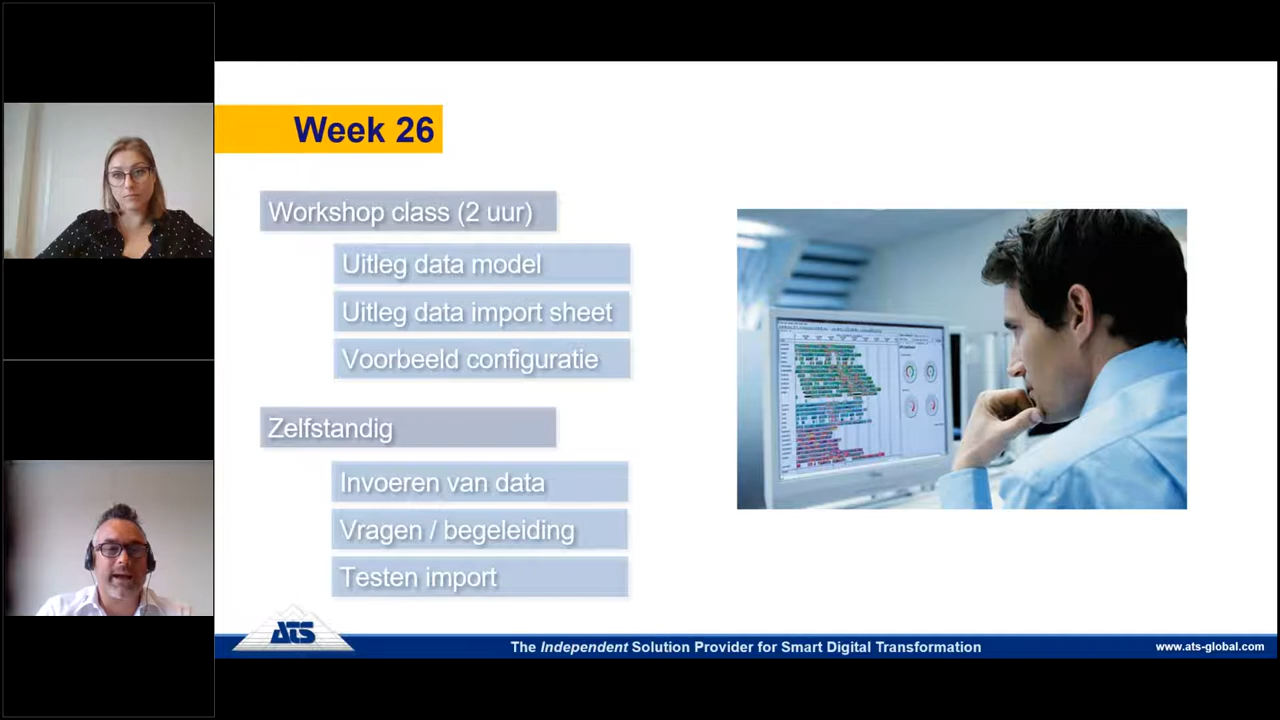 Week 26
Workshop class (2 uur)
Uitleg data model
Uitleg data import sheet
Voorbeeld configuratie
Zelfstandig
Invoeren van data
Vragen / begeleiding
Testen import
ATS
The Independent Solution Provider for Smart Digital Transformation
www.ats-global.com